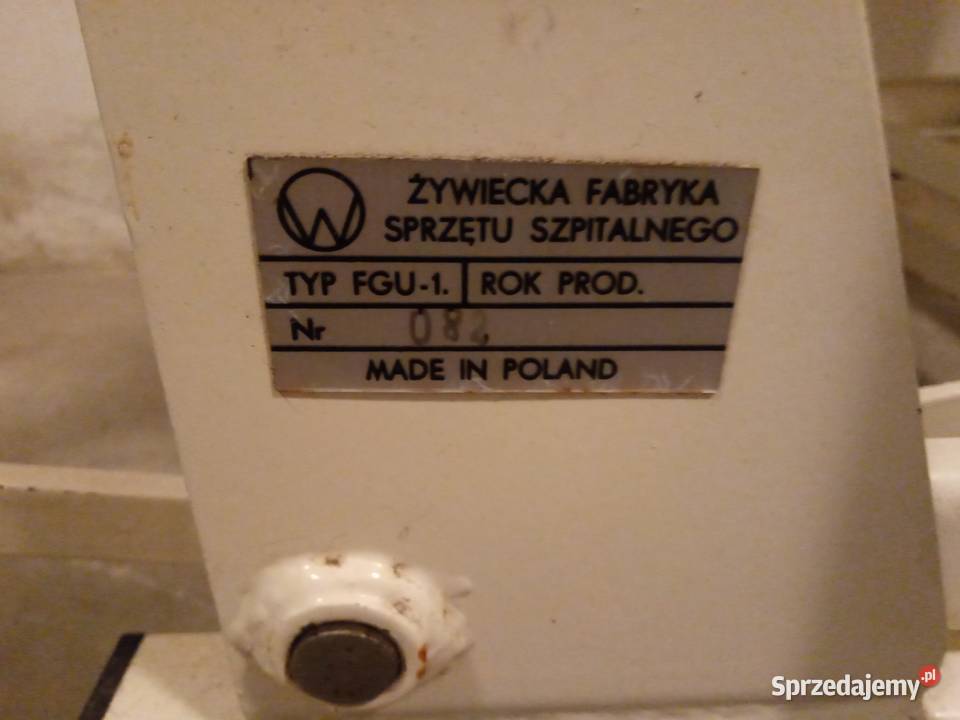 ŻYWIECKA FABRYKA
SPRZĘTU SZPITALNEGO
TYP FGU-1. ROK PROD.
Nr 082
MADE IN POLAND
Sprzedajemy.pl